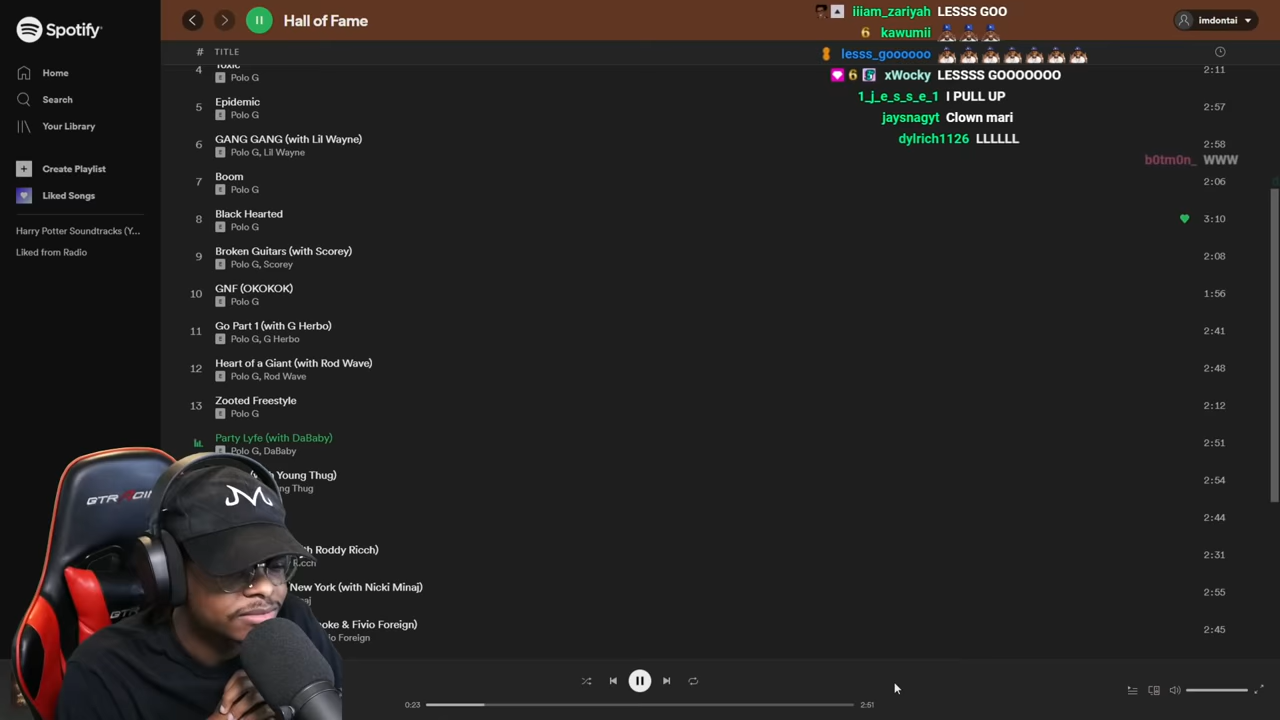 Spotify
Hall of Fame
imdontai
iiiam_zariyah LESSS GOO
kawumii
lesss_goooooo
xWocky LESSSS GOOOOOOO
1_j_e_s_s_e_1 I PULL UP
jaysnagyt Clown mari
dylrich1126 LLLLLL
b0tm0n_ WWW
Home
Search
Your Library
Create Playlist
Liked Songs
Harry Potter Soundtracks (Y...
Liked from Radio
# TITLE
4 Toxic 2:11
E Polo G
5 Epidemic 2:57
E Polo G
6 GANG GANG (with Lil Wayne) 2:58
E Polo G, Lil Wayne
7 Boom 2:06
E Polo G
8 Black Hearted 3:10
E Polo G
9 Broken Guitars (with Scorey) 2:08
E Polo G, Scorey
10 GNF (OKOKOK) 1:56
E Polo G
11 Go Part 1 (with G Herbo) 2:41
E Polo G, G Herbo
12 Heart of a Giant (with Rod Wave) 2:48
E Polo G, Rod Wave
13 Zooted Freestyle 2:12
E Polo G
Party Lyfe (with DaBaby) 2:51
E Polo G, DaBaby
Young Thug) 2:54
Thug
2:44
Roddy Ricch) 2:31
New York (with Nicki Minaj) 2:55
& Fivio Foreign) 2:45
Foreign
0:23 2:51
GTR
GTR